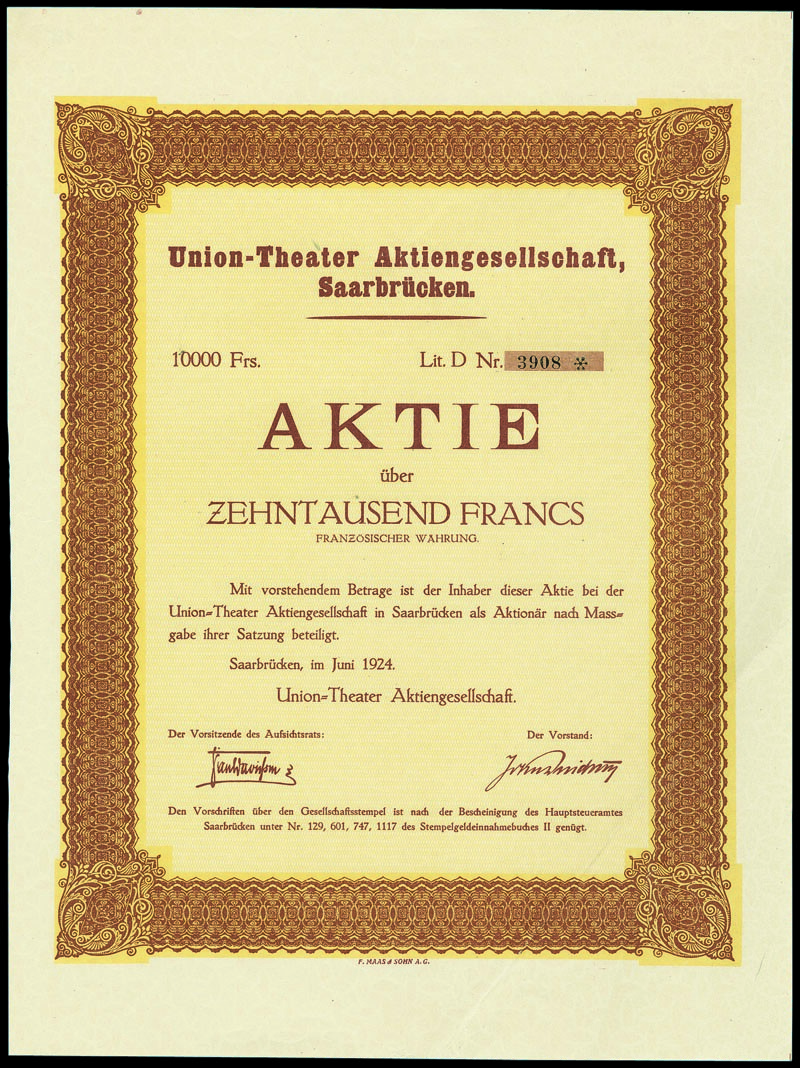 Union-Theater Aktiengesellschaft,
Saarbrücken.
10000 Frs. Lit. D Nr. 3908 ✻
AKTIE
über
ZEHNTAUSEND FRANCS
FRANZÖSISCHER WÄHRUNG.
Mit vorstehendem Betrage ist der Inhaber dieser Aktie bei der
Union=Theater Aktiengesellschaft in Saarbrücken als Aktionär nach Mass=
gabe ihrer Satzung beteiligt.
Saarbrücken, im Juni 1924.
Union=Theater Aktiengesellschaft.
Der Vorsitzende des Aufsichtsrats: Der Vorstand:
Den Vorschriften über den Gesellschaftsstempel ist nach der Bescheinigung des Hauptsteueramtes
Saarbrücken unter Nr. 129, 601, 747, 1117 des Stempelgeldeinnahmebuches II genügt.
F. MAAS & SOHN A. G.